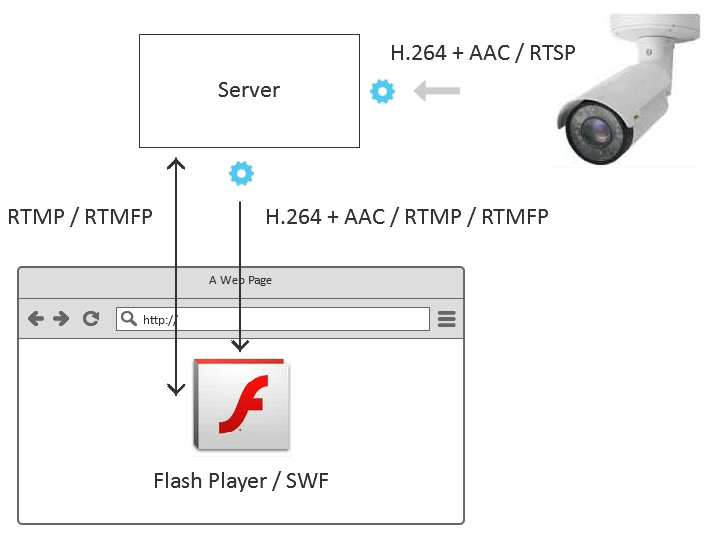 H.264 + AAC / RTSP
Server
RTMP / RTMFP
H.264 + AAC / RTMP / RTMFP
A Web Page
http://
Flash Player / SWF